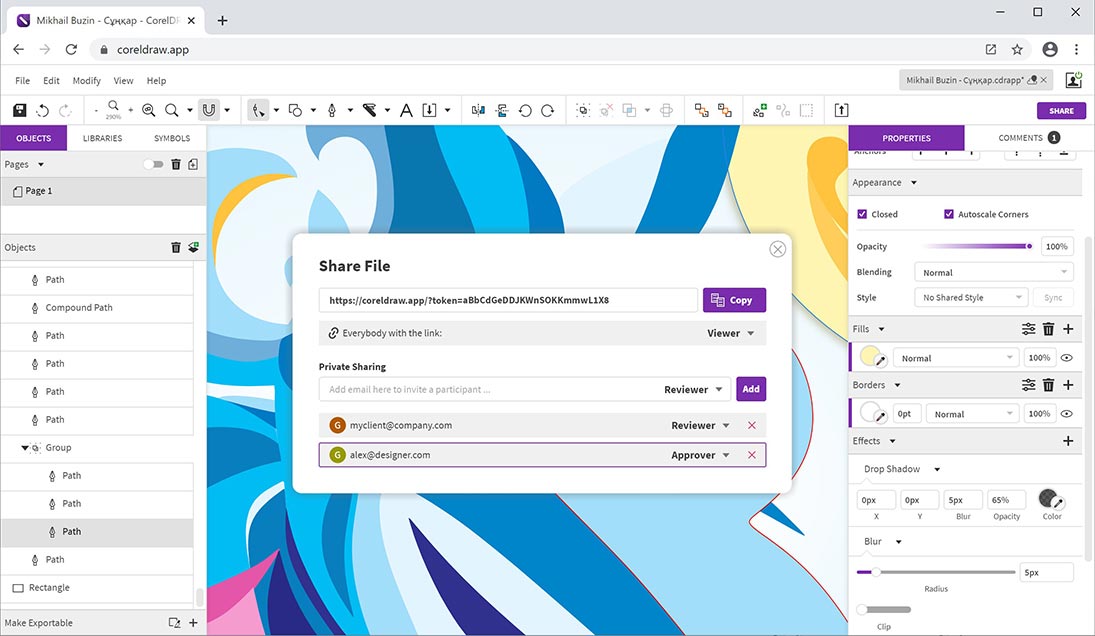 Mikhail Buzin - Сұңқар - CorelDR
coreldraw.app
File Edit Modify View Help
Mikhail Buzin - Сұңқар.cdrapp*
290%
SHARE
OBJECTS LIBRARIES SYMBOLS
PROPERTIES COMMENTS 1
Pages
Page 1
Objects
Path
Compound Path
Path
Path
Path
Path
Group
Path
Path
Path
Path
Rectangle
Make Exportable
Share File
https://coreldraw.app/?token=aBbCdGeDDJKWnSOKKmmwL1X8 Copy
Everybody with the link: Viewer
Private Sharing
Add email here to invite a participant ... Reviewer Add
G myclient@company.com Reviewer
G alex@designer.com Approver
Anchors
Appearance
Closed Autoscale Corners
Opacity 100%
Blending Normal
Style No Shared Style Sync
Fills
Normal 100%
Borders
0pt Normal 100%
Effects
Drop Shadow
0px 0px 5px 65%
X Y Blur Opacity Color
Blur
5px
Radius
Clip